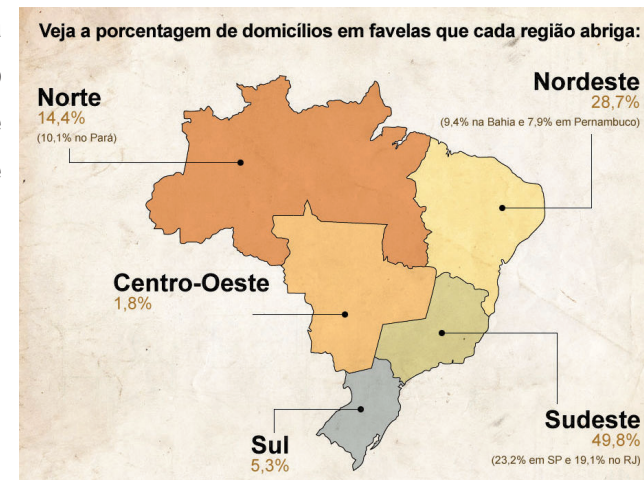 Veja a porcentagem de domicílios em favelas que cada região abriga:
Norte
14,4%
(10,1% no Pará)
Nordeste
28,7%
(9,4% na Bahia e 7,9% em Pernambuco)
Centro-Oeste
1,8%
Sul
5,3%
Sudeste
49,8%
(23,2% em SP e 19,1% no RJ)